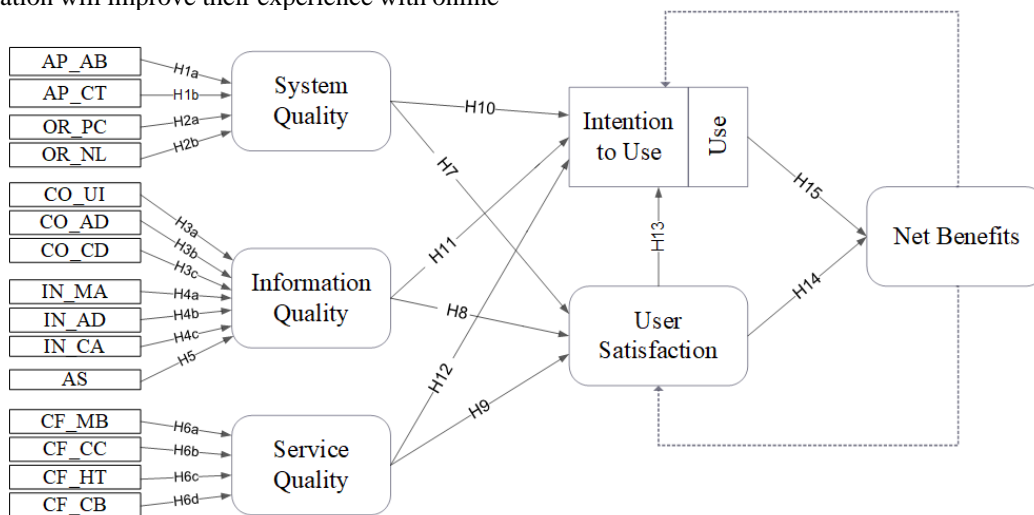 ation will improve their experience with online
AP_AB
AP_CT
OR_PC
OR_NL
CO_UI
CO_AD
CO_CD
IN_MA
IN_AD
IN_CA
AS
CF_MB
CF_CC
CF_HT
CF_CB
H1a
H1b
H2a
H2b
H3a
H3b
H3c
H4a
H4b
H4c
H5
H6a
H6b
H6c
H6d
System
Quality
Information
Quality
Service
Quality
H10
H7
H11
H8
H12
H9
Intention
to Use
Use
H13
User
Satisfaction
H15
H14
Net Benefits